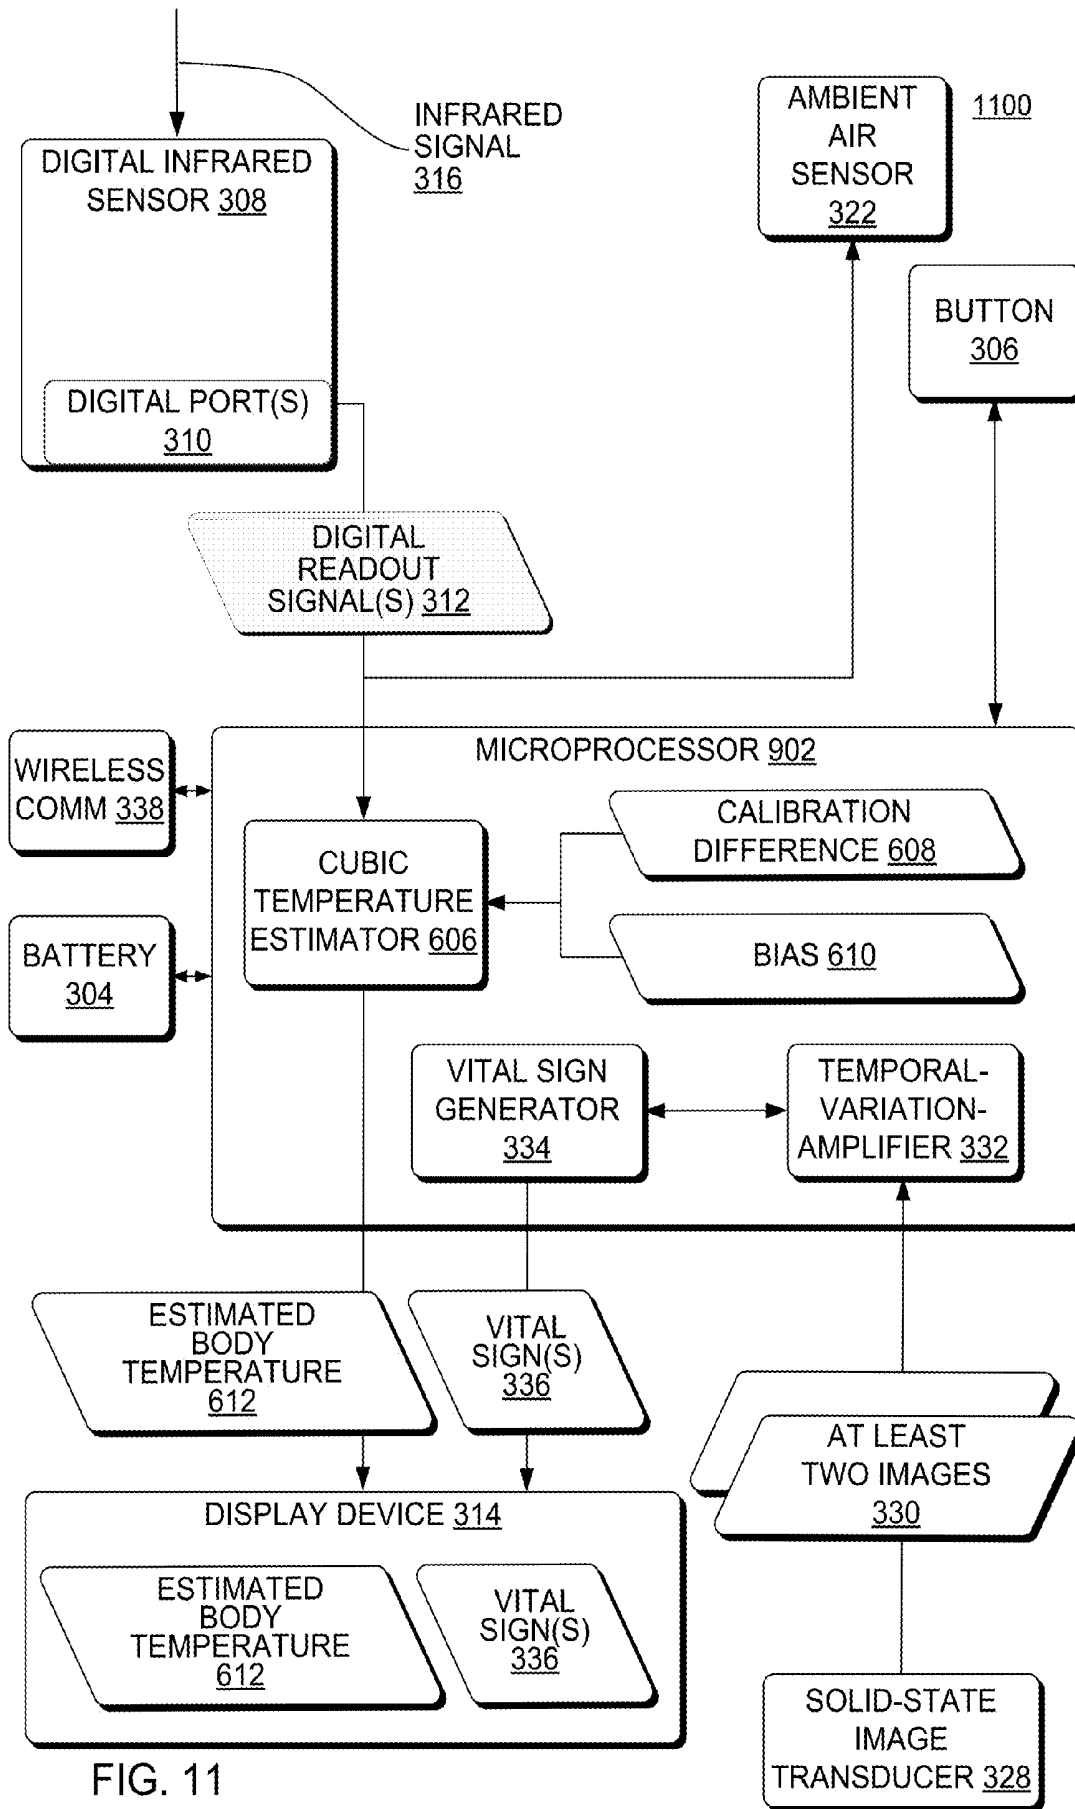 INFRARED
SIGNAL
316
AMBIENT
AIR
SENSOR
322
1100
DIGITAL INFRARED
SENSOR 308
BUTTON
306
DIGITAL PORT(S)
310
DIGITAL
READOUT
SIGNAL(S) 312
MICROPROCESSOR 902
WIRELESS
COMM 338
CALIBRATION
DIFFERENCE 608
CUBIC
TEMPERATURE
ESTIMATOR 606
BATTERY
304
BIAS 610
VITAL SIGN
GENERATOR
334
TEMPORAL-
VARIATION-
AMPLIFIER 332
ESTIMATED
BODY
TEMPERATURE
612
VITAL
SIGN(S)
336
AT LEAST
TWO IMAGES
330
DISPLAY DEVICE 314
ESTIMATED
BODY
TEMPERATURE
612
VITAL
SIGN(S)
336
SOLID-STATE
IMAGE
TRANSDUCER 328
FIG. 11